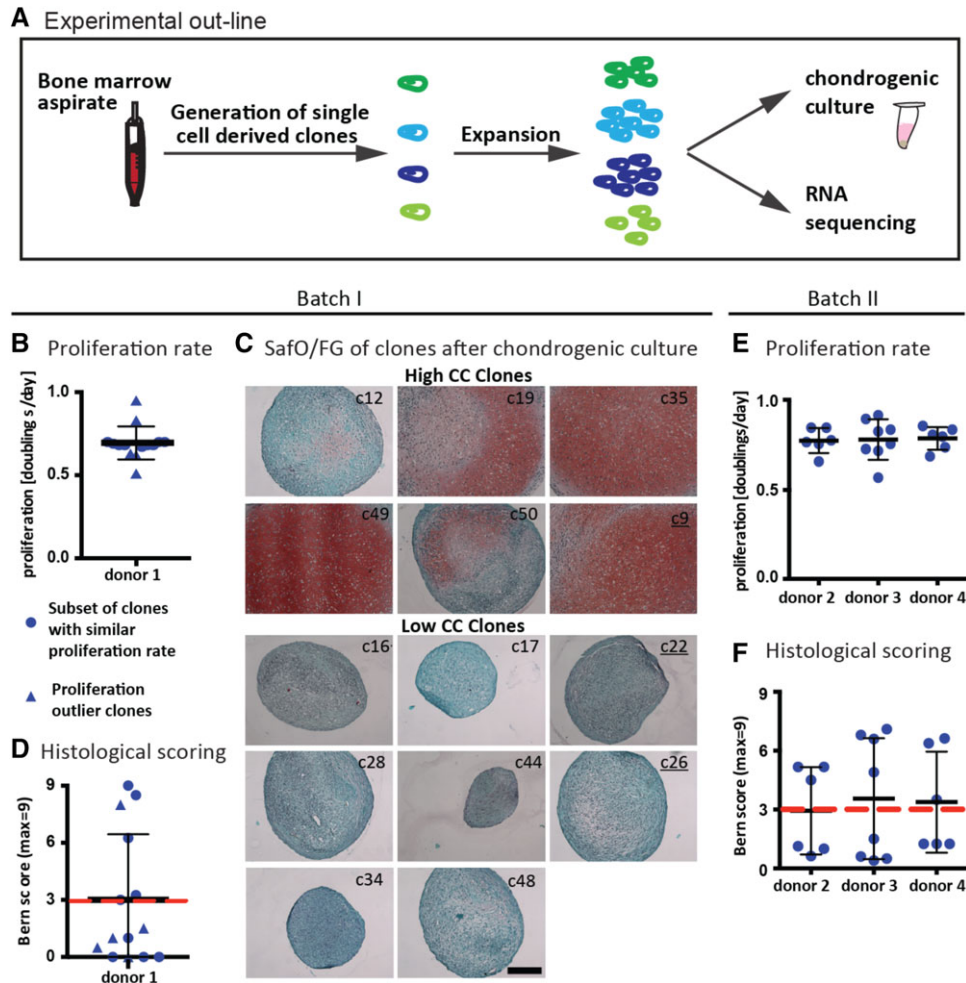 A Experimental out-line
Bone marrow
aspirate
Generation of single
cell derived clones
Expansion
chondrogenic
culture
RNA
sequencing
Batch I
Batch II
B Proliferation rate
proliferation [doubling s/day]
1.0
0.5
0.0
donor 1
Subset of clones
with similar
proliferation rate
Proliferation
outlier clones
C SafO/FG of clones after chondrogenic culture
High CC Clones
c12
c19
c35
c49
c50
c9
Low CC Clones
c16
c17
c22
c28
c44
c26
c34
c48
D Histological scoring
Bern sc ore (max=9)
9
6
3
0
donor 1
E Proliferation rate
proliferation [doublings/day]
1.0
0.5
0.0
donor 2 donor 3 donor 4
F Histological scoring
Bern score (max=9)
9
6
3
0
donor 2 donor 3 donor 4